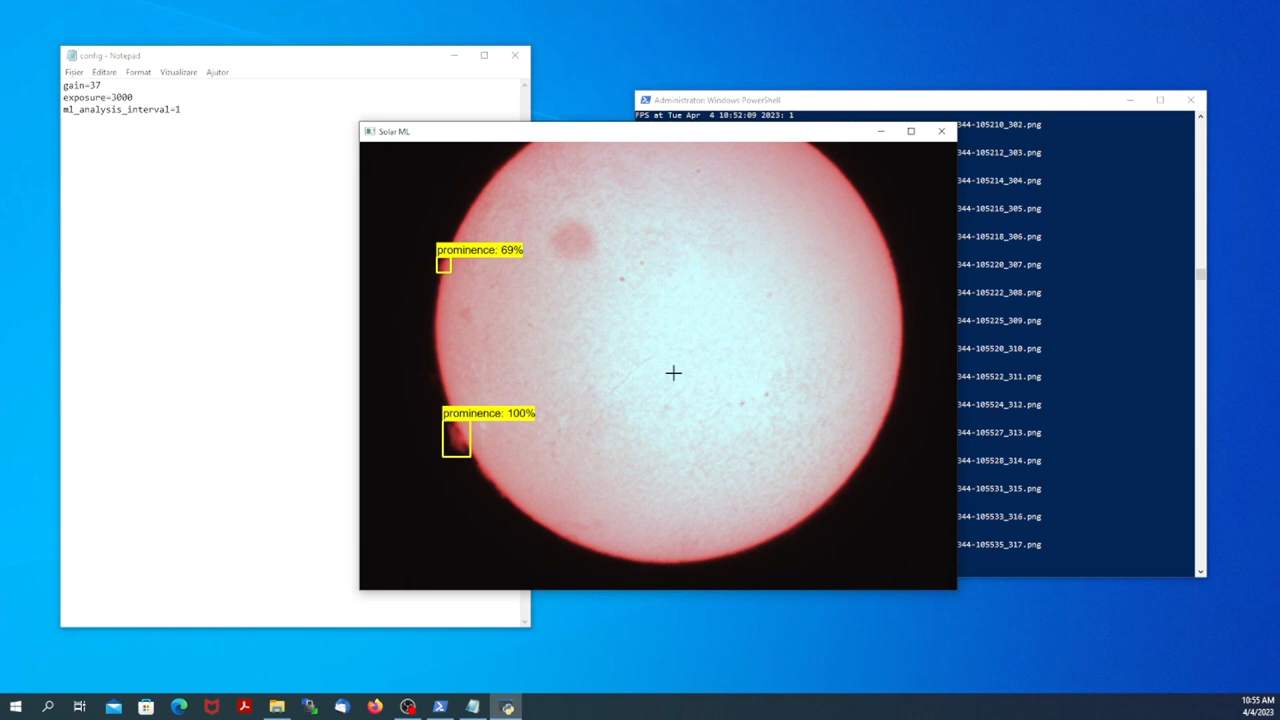 config - Notepad
Fișier Editare Format Vizualizare Ajutor
gain=37
exposure=3000
ml_analysis_interval=1
Administrator: Windows PowerShell
FPS at Tue Apr  4 10:52:09 2023: 1
344-105210_302.png
344-105212_303.png
344-105214_304.png
344-105216_305.png
344-105218_306.png
344-105220_307.png
344-105222_308.png
344-105225_309.png
344-105520_310.png
344-105522_311.png
344-105524_312.png
344-105527_313.png
344-105528_314.png
344-105531_315.png
344-105533_316.png
344-105535_317.png
Solar ML
prominence: 69%
prominence: 100%
10:55 AM
4/4/2023